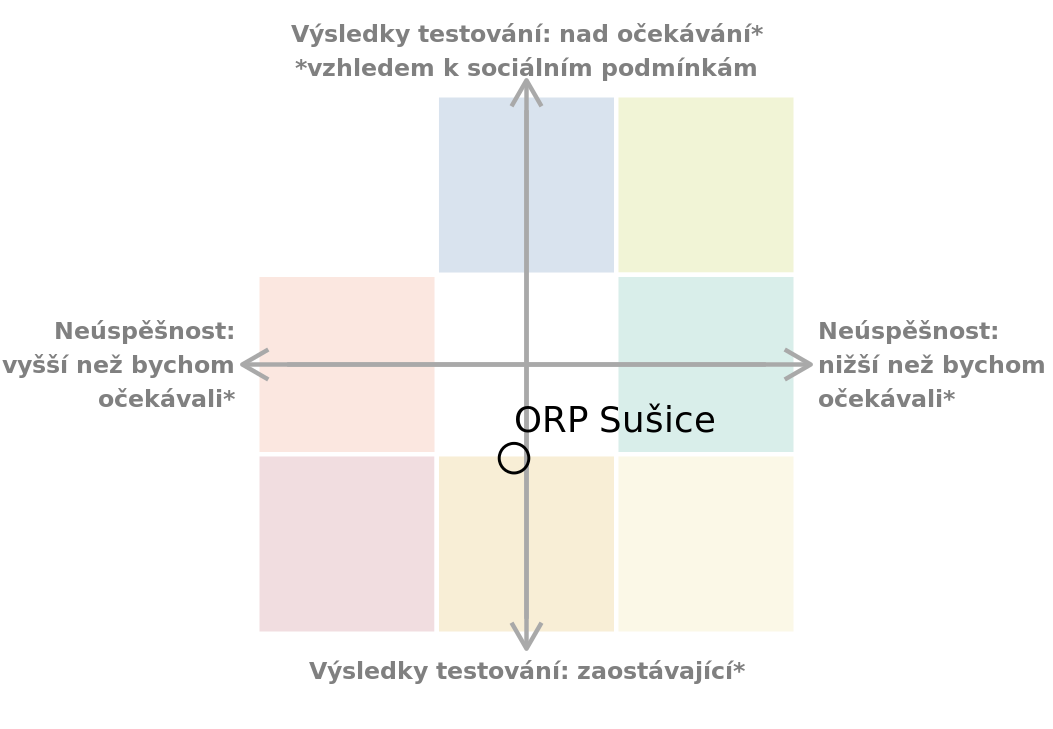 Výsledky testování: nad očekávání*
*vzhledem k sociálním podmínkám
Neúspěšnost:
vyšší než bychom
očekávali*
Neúspěšnost:
nižší než bychom
očekávali*
ORP Sušice
Výsledky testování: zaostávající*